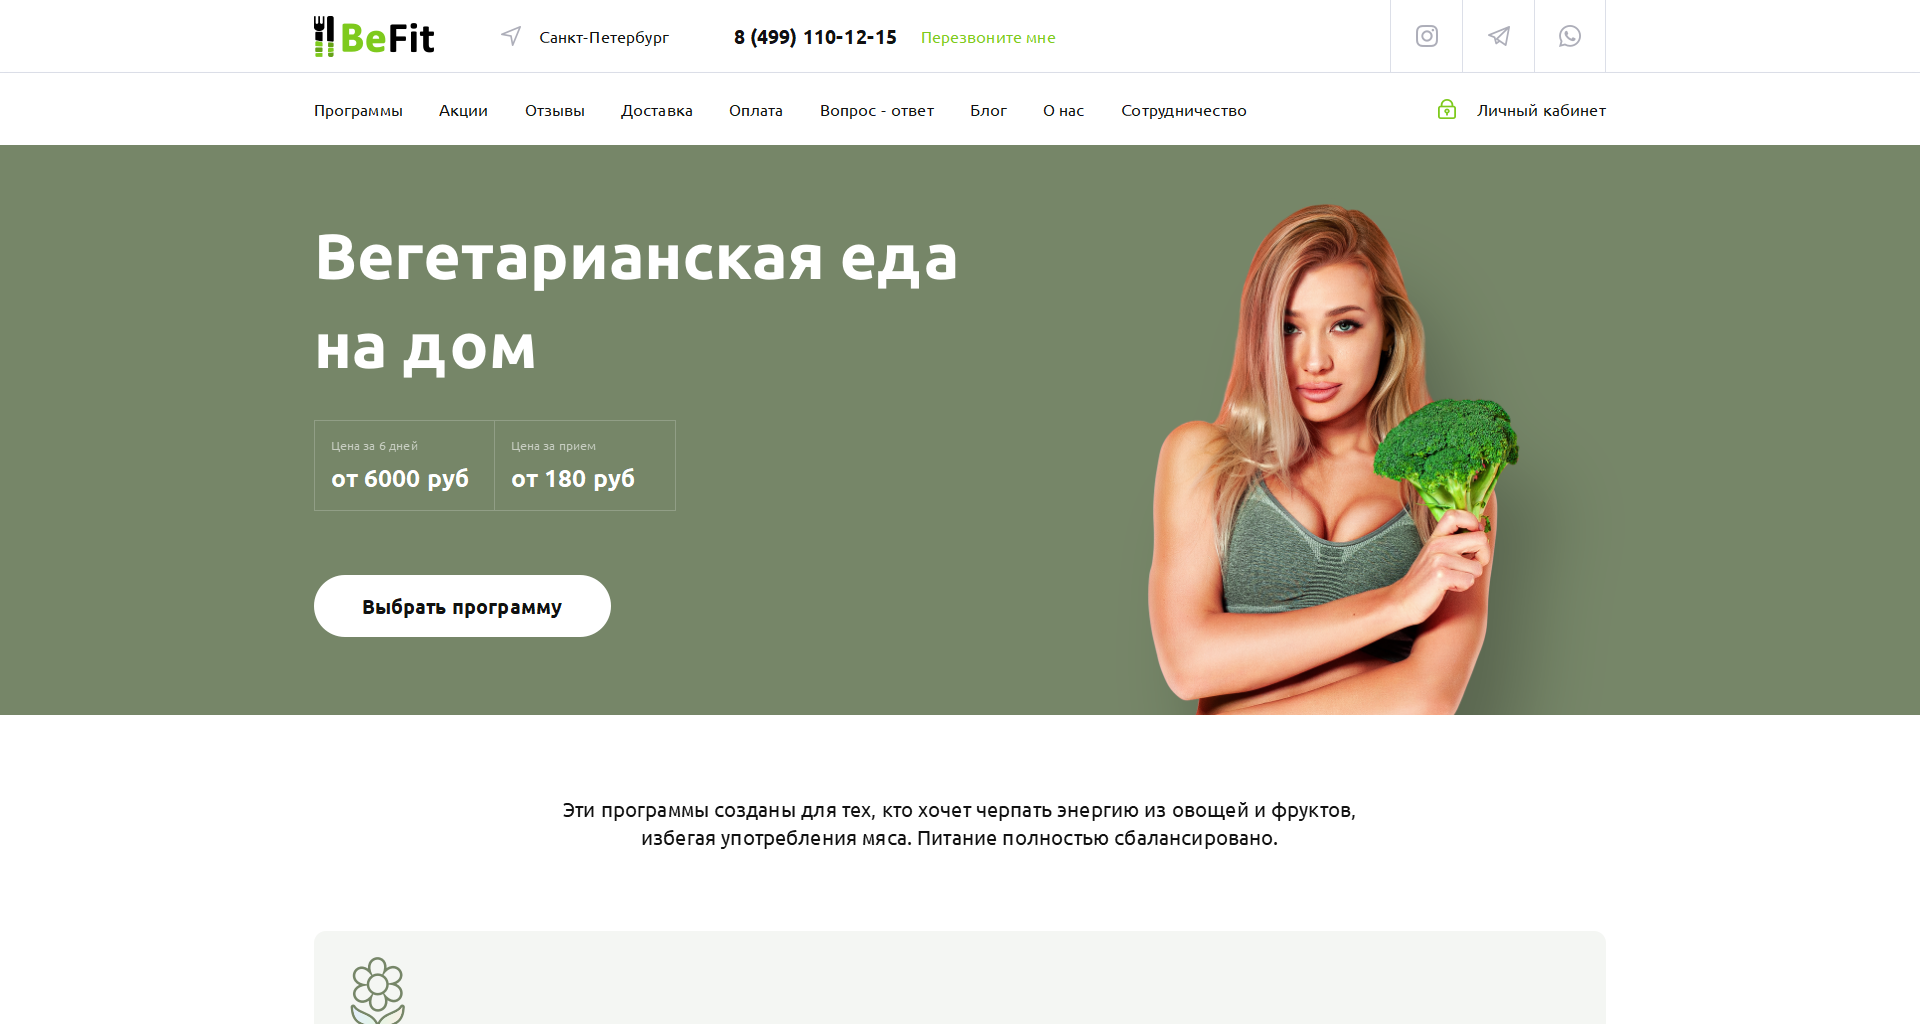 BeFit
Санкт-Петербург
8 (499) 110-12-15
Перезвоните мне
Программы
Акции
Отзывы
Доставка
Оплата
Вопрос - ответ
Блог
О нас
Сотрудничество
Личный кабинет
Вегетарианская еда
на дом
Цена за 6 дней
от 6000 руб
Цена за прием
от 180 руб
Выбрать программу
Эти программы созданы для тех, кто хочет черпать энергию из овощей и фруктов,
избегая употребления мяса. Питание полностью сбалансировано.